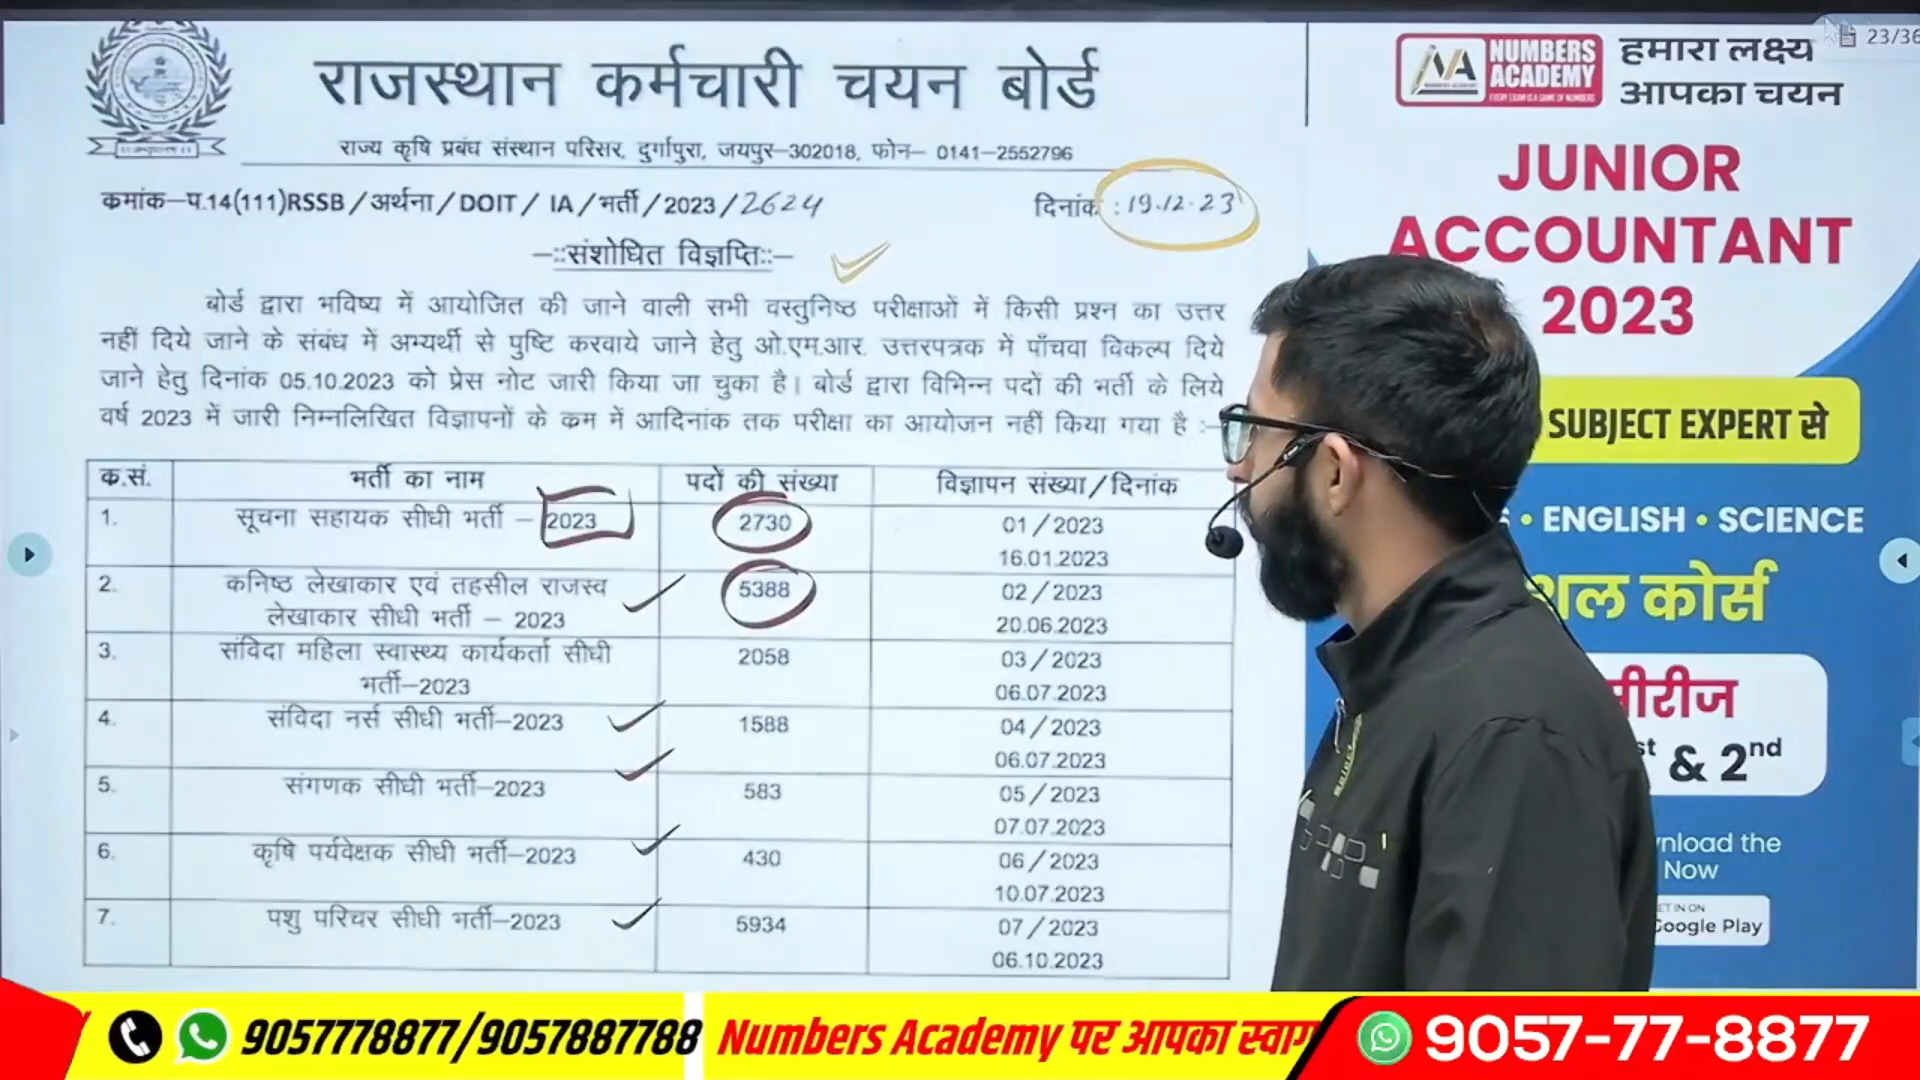 राजस्थान कर्मचारी चयन बोर्ड
राज्य कृषि प्रबंध संस्थान परिसर, दुर्गापुरा, जयपुर–302018, फोन– 0141–2552796
कमांक–प.14(111)RSSB/अर्थना/DOIT/ IA/भर्ती/2023/2624
दिनांक : 19.12.23
–::संशोधित विज्ञप्ति::–
बोर्ड द्वारा भविष्य में आयोजित की जाने वाली सभी वस्तुनिष्ठ परीक्षाओं में किसी प्रश्न का उत्तर
नहीं दिये जाने के संबंध में अभ्यर्थी से पुष्टि करवाये जाने हेतु ओ.एम.आर. उत्तरपत्रक में पाँचवा विकल्प दिये
जाने हेतु दिनांक 05.10.2023 को प्रेस नोट जारी किया जा चुका है। बोर्ड द्वारा विभिन्न पदों की भर्ती के लिये
वर्ष 2023 में जारी निम्नलिखित विज्ञापनों के कम में आदिनांक तक परीक्षा का आयोजन नहीं किया गया है :–
क.सं. भर्ती का नाम पदों की संख्या विज्ञापन संख्या/दिनांक
1. सूचना सहायक सीधी भर्ती – 2023 2730 01/2023
16.01.2023
2. कनिष्ठ लेखाकार एवं तहसील राजस्व 5388 02/2023
लेखाकार सीधी भर्ती – 2023 20.06.2023
3. संविदा महिला स्वास्थ्य कार्यकर्ता सीधी 2058 03/2023
भर्ती–2023 06.07.2023
4. संविदा नर्स सीधी भर्ती–2023 1588 04/2023
06.07.2023
5. संगणक सीधी भर्ती–2023 583 05/2023
07.07.2023
6. कृषि पर्यवेक्षक सीधी भर्ती–2023 430 06/2023
10.07.2023
7. पशु परिचर सीधी भर्ती–2023 5934 07/2023
06.10.2023
23/36
NUMBERS
ACADEMY
हमारा लक्ष्य
आपका चयन
JUNIOR
ACCOUNTANT
2023
SUBJECT EXPERT से
• ENGLISH • SCIENCE
कोर्स
& 2nd
the
Now
GET IN ON
Google Play
9057778877/9057887788
Numbers Academy पर आपका
9057-77-8877